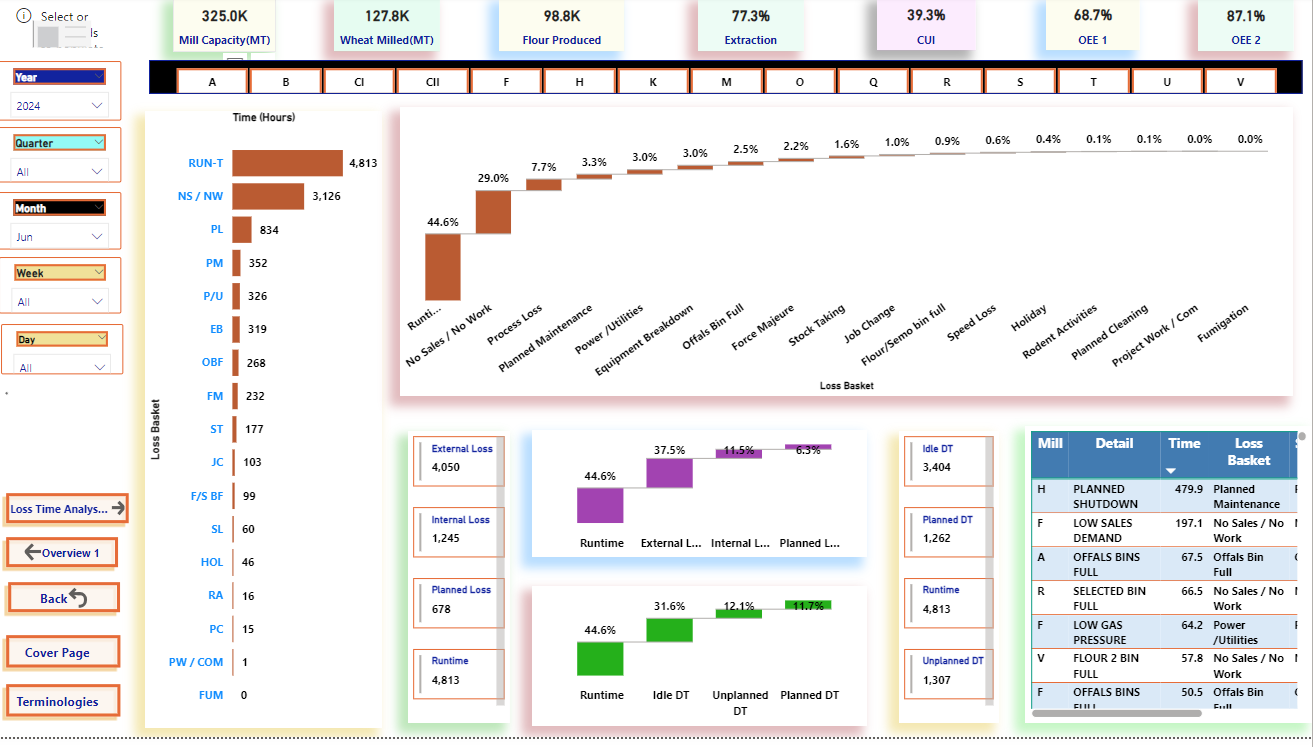 Select or
ls
325.0K
Mill Capacity(MT)
127.8K
Wheat Milled(MT)
98.8K
Flour Produced
77.3%
Extraction
39.3%
CUI
68.7%
OEE 1
87.1%
OEE 2
A B CI CII F H K M O Q R S T U V
Year
2024
Quarter
All
Month
Jun
Week
All
Day
All
Loss Time Analys...
Overview 1
Back
Cover Page
Terminologies
Time (Hours)
Loss Basket
RUN-T 4,813
NS / NW 3,126
PL 834
PM 352
P/U 326
EB 319
OBF 268
FM 232
ST 177
JC 103
F/S BF 99
SL 60
HOL 46
RA 16
PC 15
PW / COM 1
FUM 0
44.6% 29.0% 7.7% 3.3% 3.0% 3.0% 2.5% 2.2% 1.6% 1.0% 0.9% 0.6% 0.4% 0.1% 0.1% 0.0% 0.0%
Runti...
No Sales / No Work
Process Loss
Planned Maintenance
Power /Utilities
Equipment Breakdown
Offals Bin Full
Force Majeure
Stock Taking
Job Change
Flour/Semo bin full
Speed Loss
Holiday
Rodent Activities
Planned Cleaning
Project Work / Com
Fumigation
Loss Basket
External Loss
4,050
Internal Loss
1,245
Planned Loss
678
Runtime
4,813
44.6% 37.5% 11.5% 6.3%
Runtime External L... Internal L... Planned L...
44.6% 31.6% 12.1% 11.7%
Runtime Idle DT Unplanned DT Planned DT
Idle DT
3,404
Planned DT
1,262
Runtime
4,813
Unplanned DT
1,307
Mill Detail Time Loss Basket
H PLANNED SHUTDOWN 479.9 Planned Maintenance
F LOW SALES DEMAND 197.1 No Sales / No Work
A OFFALS BINS FULL 67.5 Offals Bin Full
R SELECTED BIN FULL 66.5 No Sales / No Work
F LOW GAS PRESSURE 64.2 Power /Utilities
V FLOUR 2 BIN FULL 57.8 No Sales / No Work
F OFFALS BINS FULL 50.5 Offals Bin Full